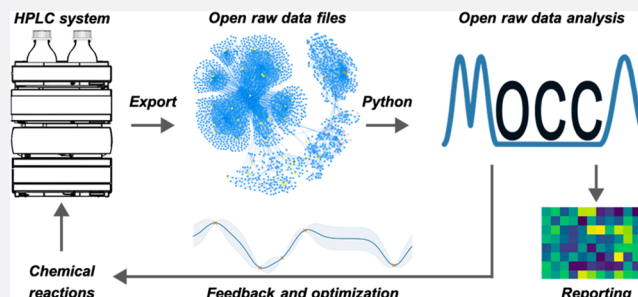 HPLC system
Open raw data files
Open raw data analysis
Export
Python
MOCCA
Chemical
reactions
Feedback and optimization
Reporting